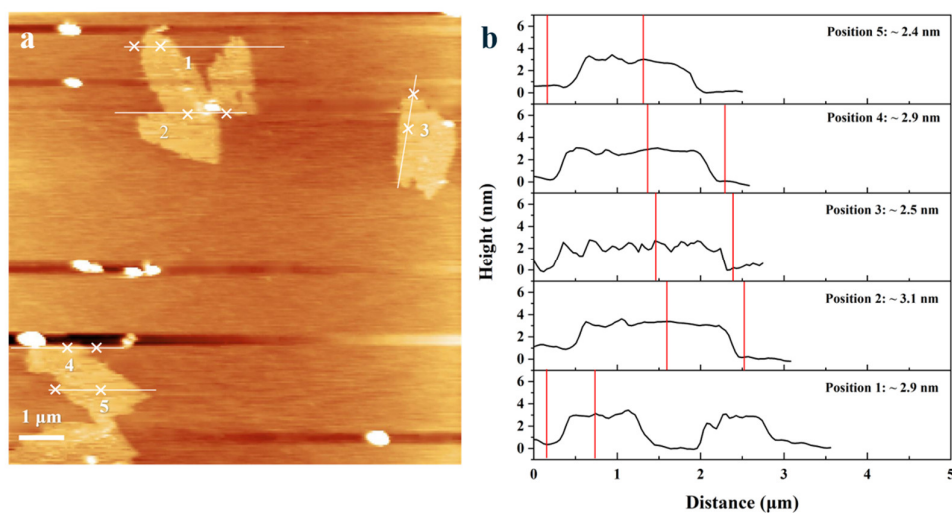 a
1
2
3
4
5
1 μm
b
Height (nm)
6
4
2
0
Position 5: ~ 2.4 nm
6
4
2
0
Position 4: ~ 2.9 nm
6
4
2
0
Position 3: ~ 2.5 nm
6
4
2
0
Position 2: ~ 3.1 nm
6
4
2
0
Position 1: ~ 2.9 nm
0 1 2 3 4 5
Distance (μm)